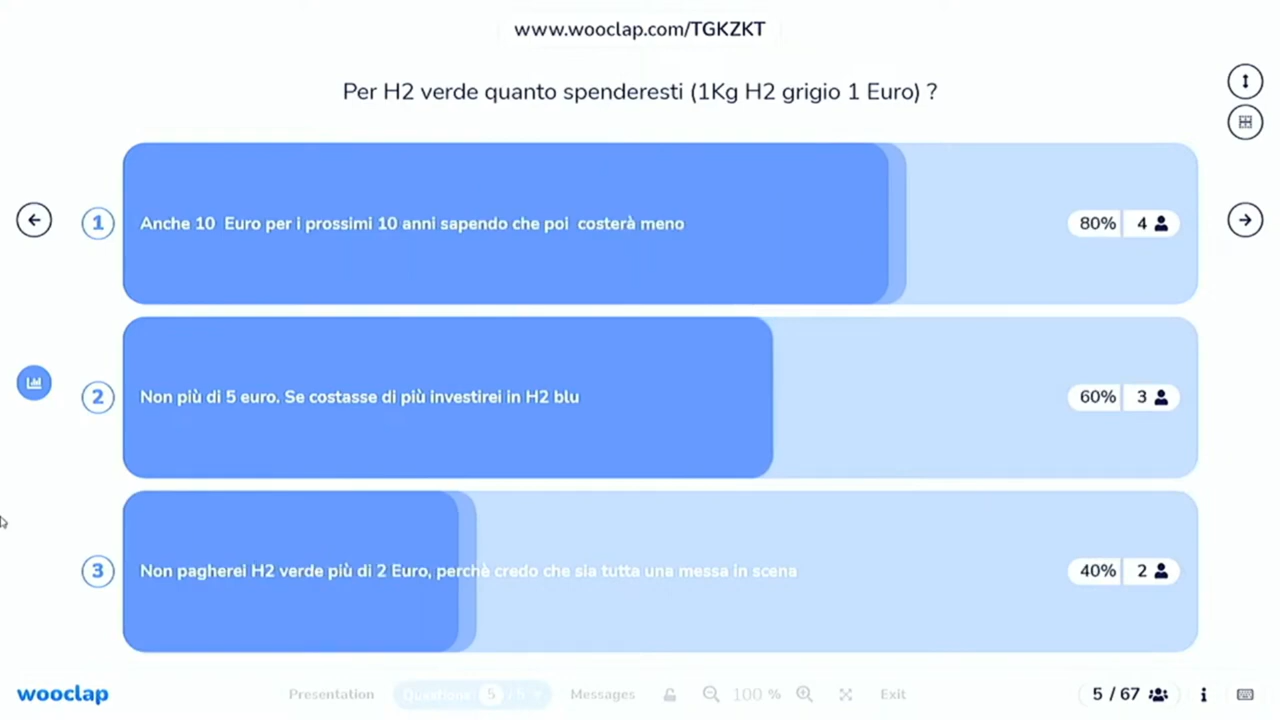 www.wooclap.com/TGKZKT
Per H2 verde quanto spenderesti (1Kg H2 grigio 1 Euro) ?
1
Anche 10 Euro per i prossimi 10 anni sapendo che poi costerà meno
80% 4
2
Non più di 5 euro. Se costasse di più investirei in H2 blu
60% 3
3
Non pagherei H2 verde più di 2 Euro, perchè credo che sia tutta una messa in scena
40% 2
wooclap
Presentation
Questions 5 / 5
Messages
100 %
Exit
5 / 67